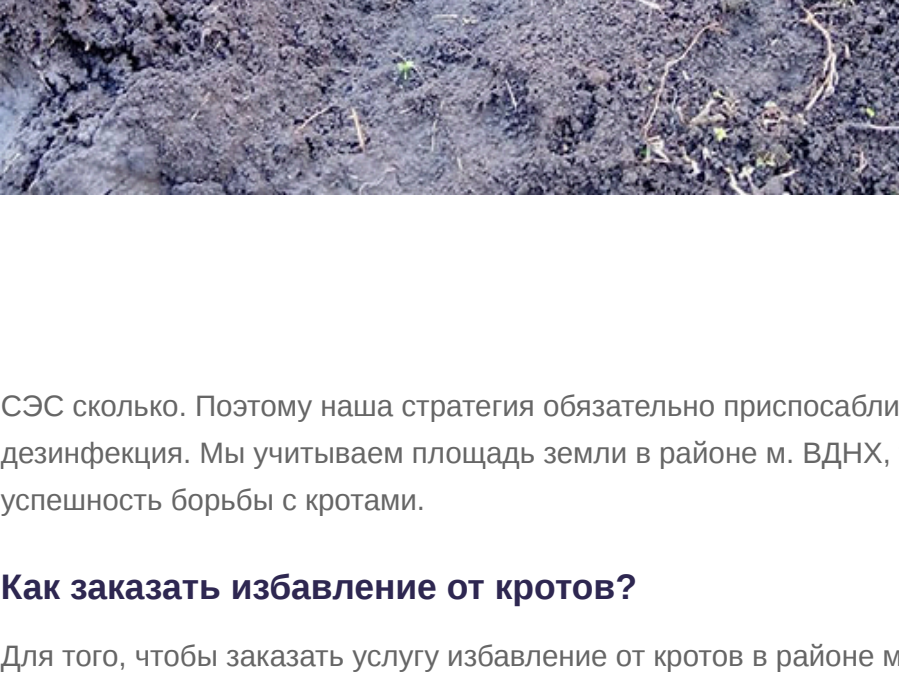 СЭС сколько. Поэтому наша стратегия обязательно приспосабли
дезинфекция. Мы учитываем площадь земли в районе м. ВДНХ,
успешность борьбы с кротами.
Как заказать избавление от кротов?
Для того, чтобы заказать услугу избавление от кротов в районе м